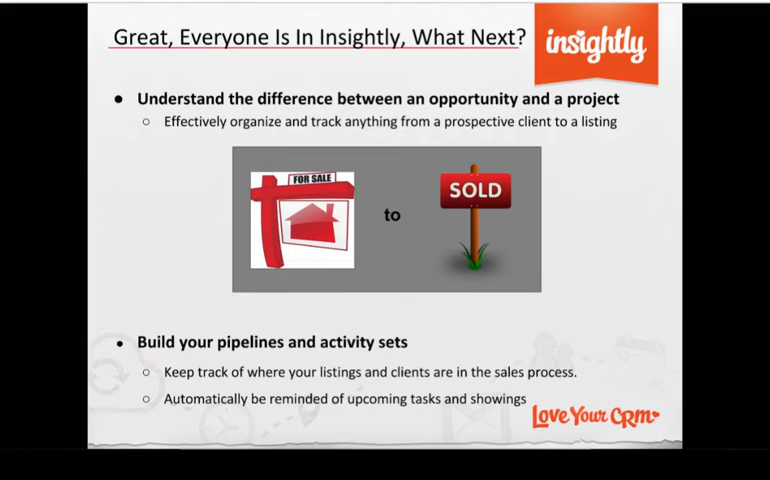 Great, Everyone Is In Insightly, What Next?
insightly
● Understand the difference between an opportunity and a project
○ Effectively organize and track anything from a prospective client to a listing
FOR SALE
to
SOLD
● Build your pipelines and activity sets
○ Keep track of where your listings and clients are in the sales process.
○ Automatically be reminded of upcoming tasks and showings
Love Your CRM